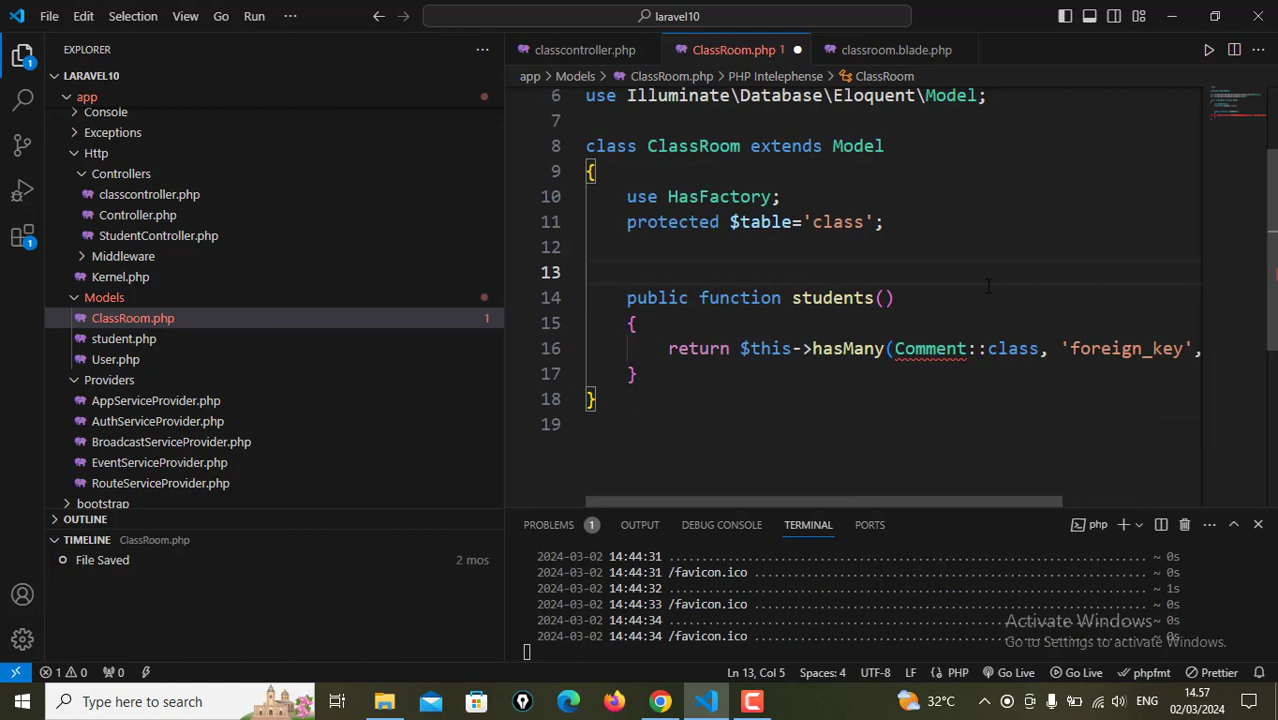 File Edit Selection View Go Run ··· laravel10
EXPLORER ···
LARAVEL10
app
Console
Exceptions
Http
Controllers
classcontroller.php
Controller.php
StudentController.php
Middleware
Kernel.php
Models
ClassRoom.php 1
student.php
User.php
Providers
AppServiceProvider.php
AuthServiceProvider.php
BroadcastServiceProvider.php
EventServiceProvider.php
RouteServiceProvider.php
bootstrap
OUTLINE
TIMELINE ClassRoom.php
File Saved 2 mos
1
1
classcontroller.php ClassRoom.php 1 classroom.blade.php
app > Models > ClassRoom.php > PHP Intelephense > ClassRoom
6 use Illuminate\Database\Eloquent\Model;
7
8 class ClassRoom extends Model
9 {
10 use HasFactory;
11 protected $table='class';
12
13
14 public function students()
15 {
16 return $this->hasMany(Comment::class, 'foreign_key',
17 }
18 }
19
PROBLEMS 1 OUTPUT DEBUG CONSOLE TERMINAL PORTS php
2024-03-02 14:44:31 ........................................................................ ~ 0s
2024-03-02 14:44:31 /favicon.ico ........................................................... ~ 0s
2024-03-02 14:44:32 ........................................................................ ~ 1s
2024-03-02 14:44:33 /favicon.ico ........................................................... ~ 0s
2024-03-02 14:44:34 ........................................................................ ~ 0s
2024-03-02 14:44:34 /favicon.ico ........................................................... ~ 0s
Activate Windows
Go to Settings to activate Windows.
1 0 0 Ln 13, Col 5 Spaces: 4 UTF-8 LF {} PHP Go Live Go Live phpfmt Prettier
Type here to search 32°C ENG 14.57
02/03/2024